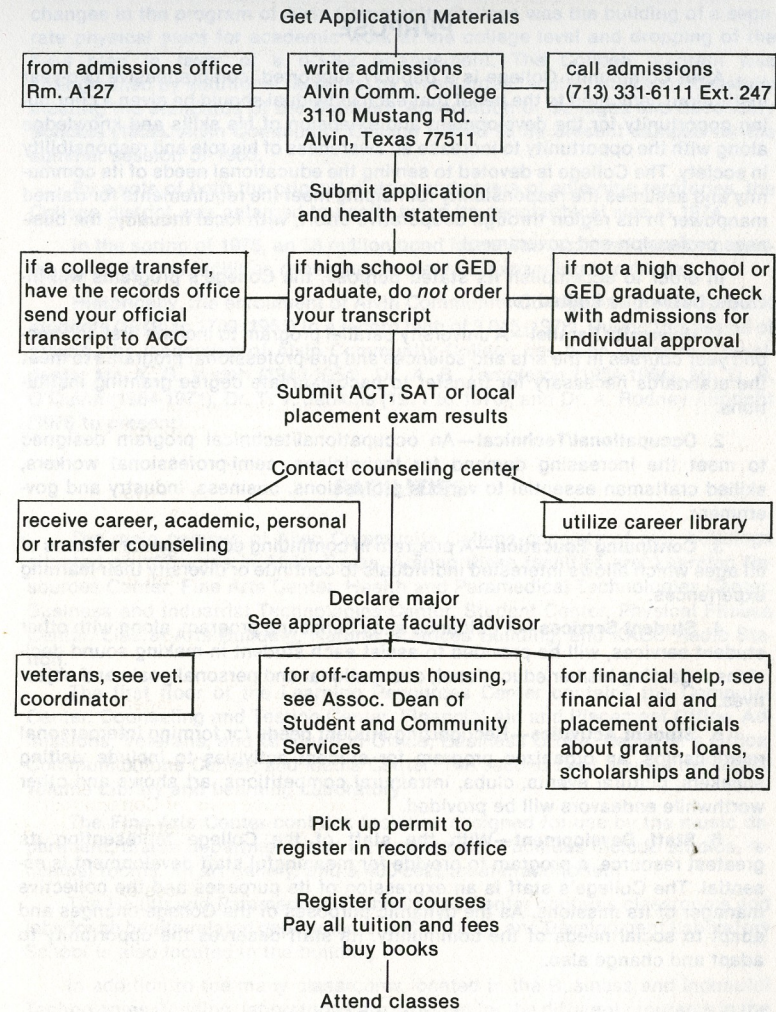 Get Application Materials
from admissions office
Rm. A127
write admissions
Alvin Comm. College
3110 Mustang Rd.
Alvin, Texas 77511
call admissions
(713) 331-6111 Ext. 247
Submit application
and health statement
if a college transfer,
have the records office
send your official
transcript to ACC
if high school or GED
graduate, do not order
your transcript
if not a high school or
GED graduate, meet
with admissions for
individual approval
Submit ACT, SAT or local
placement exam results
Contact counseling center
receive career, academic, personal
or transfer counseling
utilize career library
Declare major
See appropriate faculty advisor
veterans, see vet.
coordinator
for off-campus housing,
see Assoc. Dean of
Student and Community
Services
for financial help, see
financial aid and
placement officials
about grants, loans,
scholarships and jobs
Pick up permit to
register in records office
Register for courses
Pay all tuition and fees
buy books
Attend classes